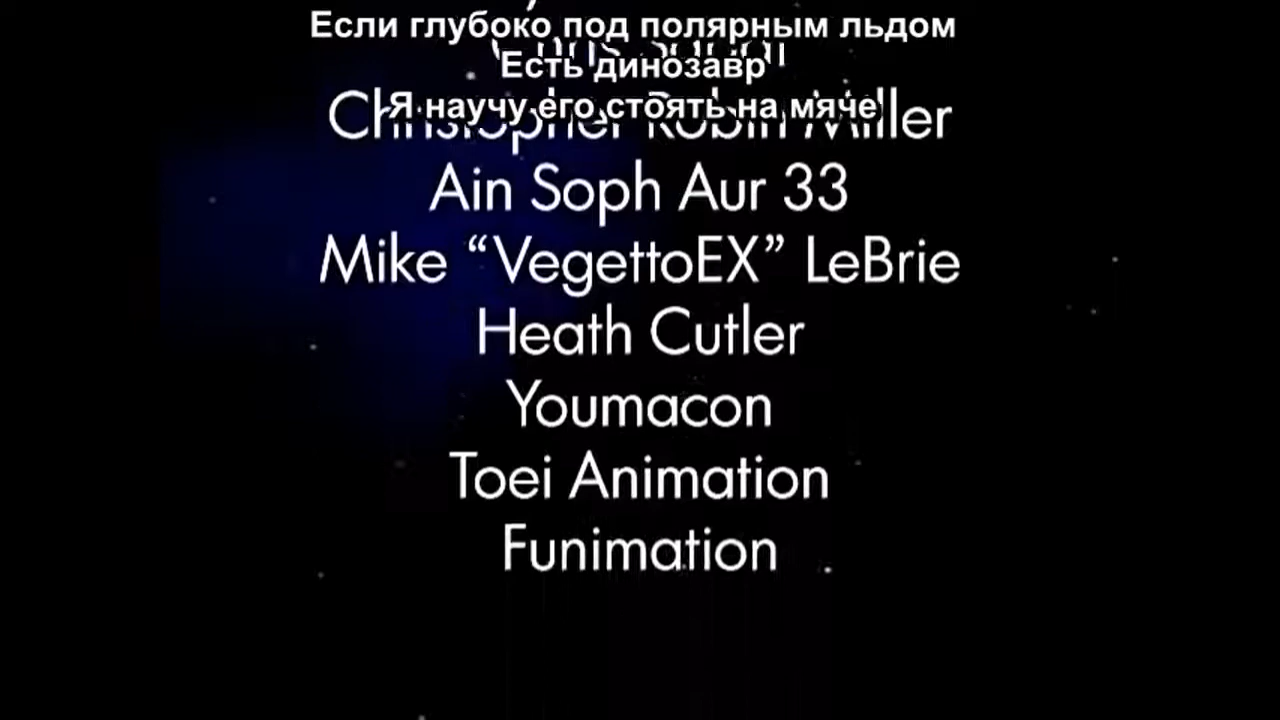 Если глубоко под полярным льдом
Есть динозавр
Я научу его стоять на мяче
Christopher Robin Miller
Ain Soph Aur 33
Mike “VegettoEX” LeBrie
Heath Cutler
Youmacon
Toei Animation
Funimation